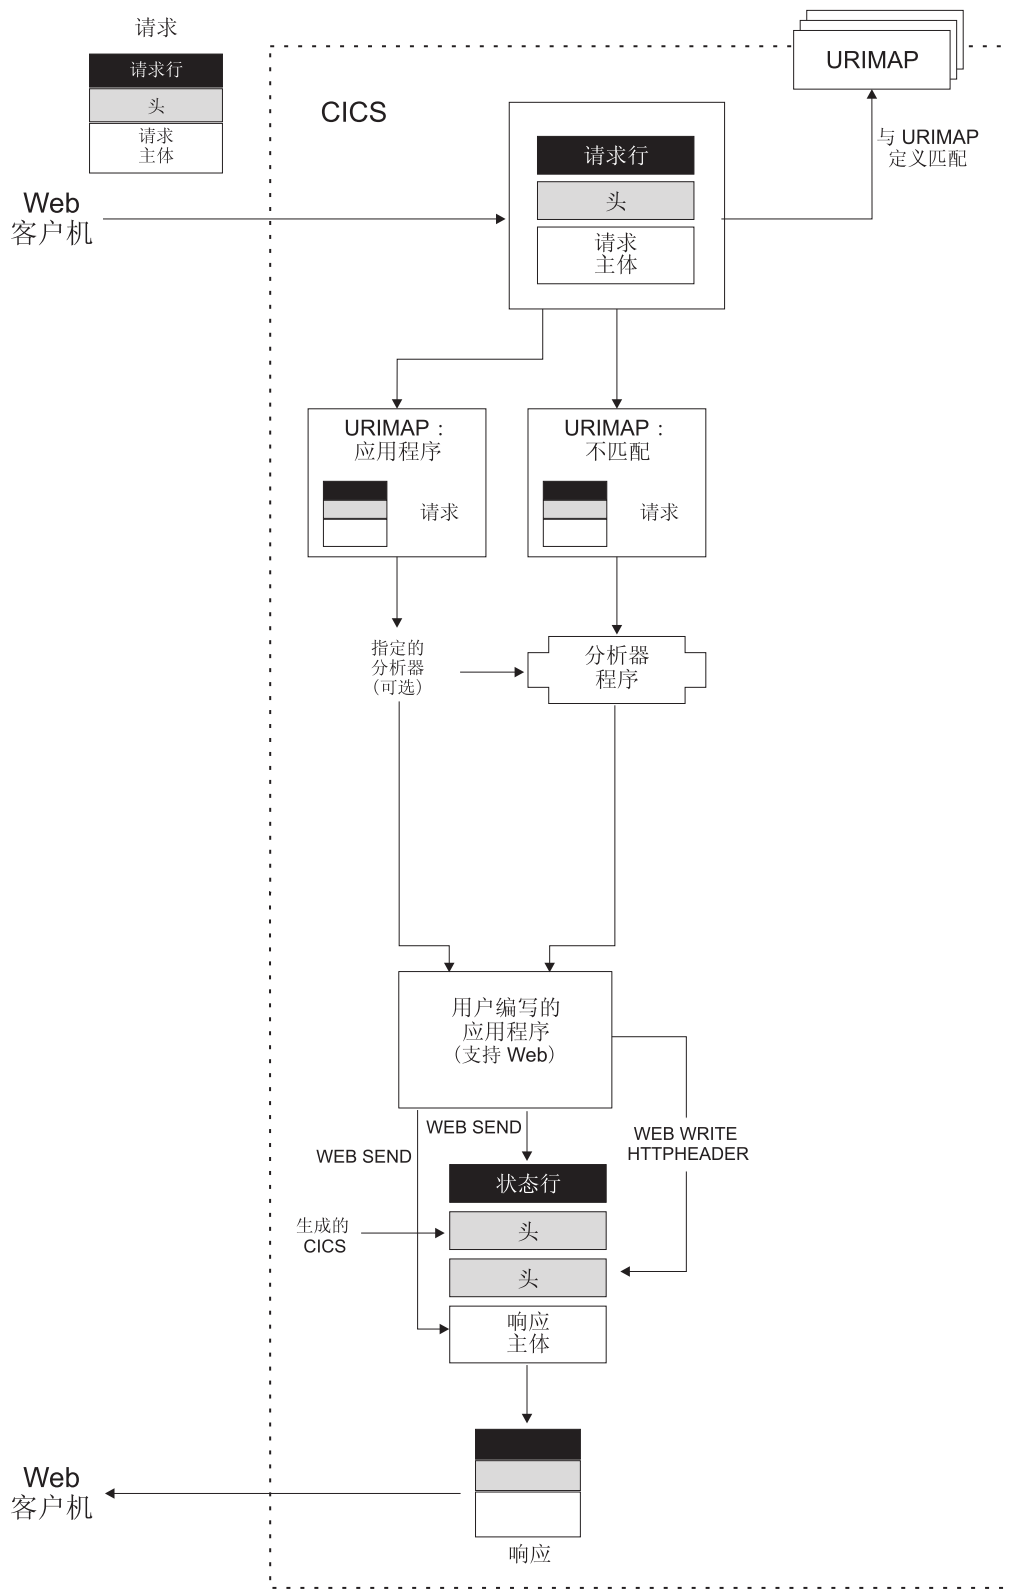 请求
请求行
头
请求
主体
URIMAP
CICS
与 URIMAP
定义匹配
请求行
头
请求
主体
Web
客户机
URIMAP：
应用程序
请求
URIMAP：
不匹配
请求
指定的
分析器
（可选）
分析器
程序
用户编写的
应用程序
（支持 Web）
WEB SEND
WEB SEND
WEB WRITE
HTTPHEADER
状态行
生成的
CICS
头
头
响应
主体
Web
客户机
响应